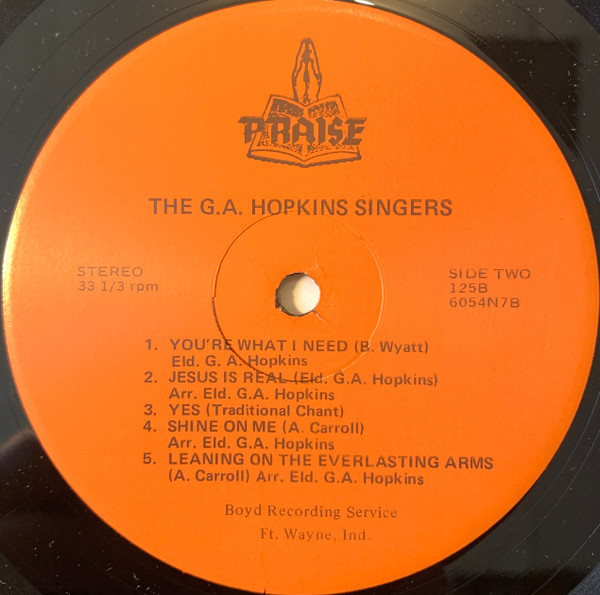 PRAISE
THE G.A. HOPKINS SINGERS
STEREO
33 1/3 rpm
SIDE TWO
125B
6054N7B
1. YOU'RE WHAT I NEED (B. Wyatt)
Eld. G. A. Hopkins
2. JESUS IS REAL (Eld. G.A. Hopkins)
Arr. Eld. G.A. Hopkins
3. YES (Traditional Chant)
4. SHINE ON ME (A. Carroll)
Arr. Eld. G.A. Hopkins
5. LEANING ON THE EVERLASTING ARMS
(A. Carroll) Arr. Eld. G.A. Hopkins
Boyd Recording Service
Ft. Wayne, Ind.